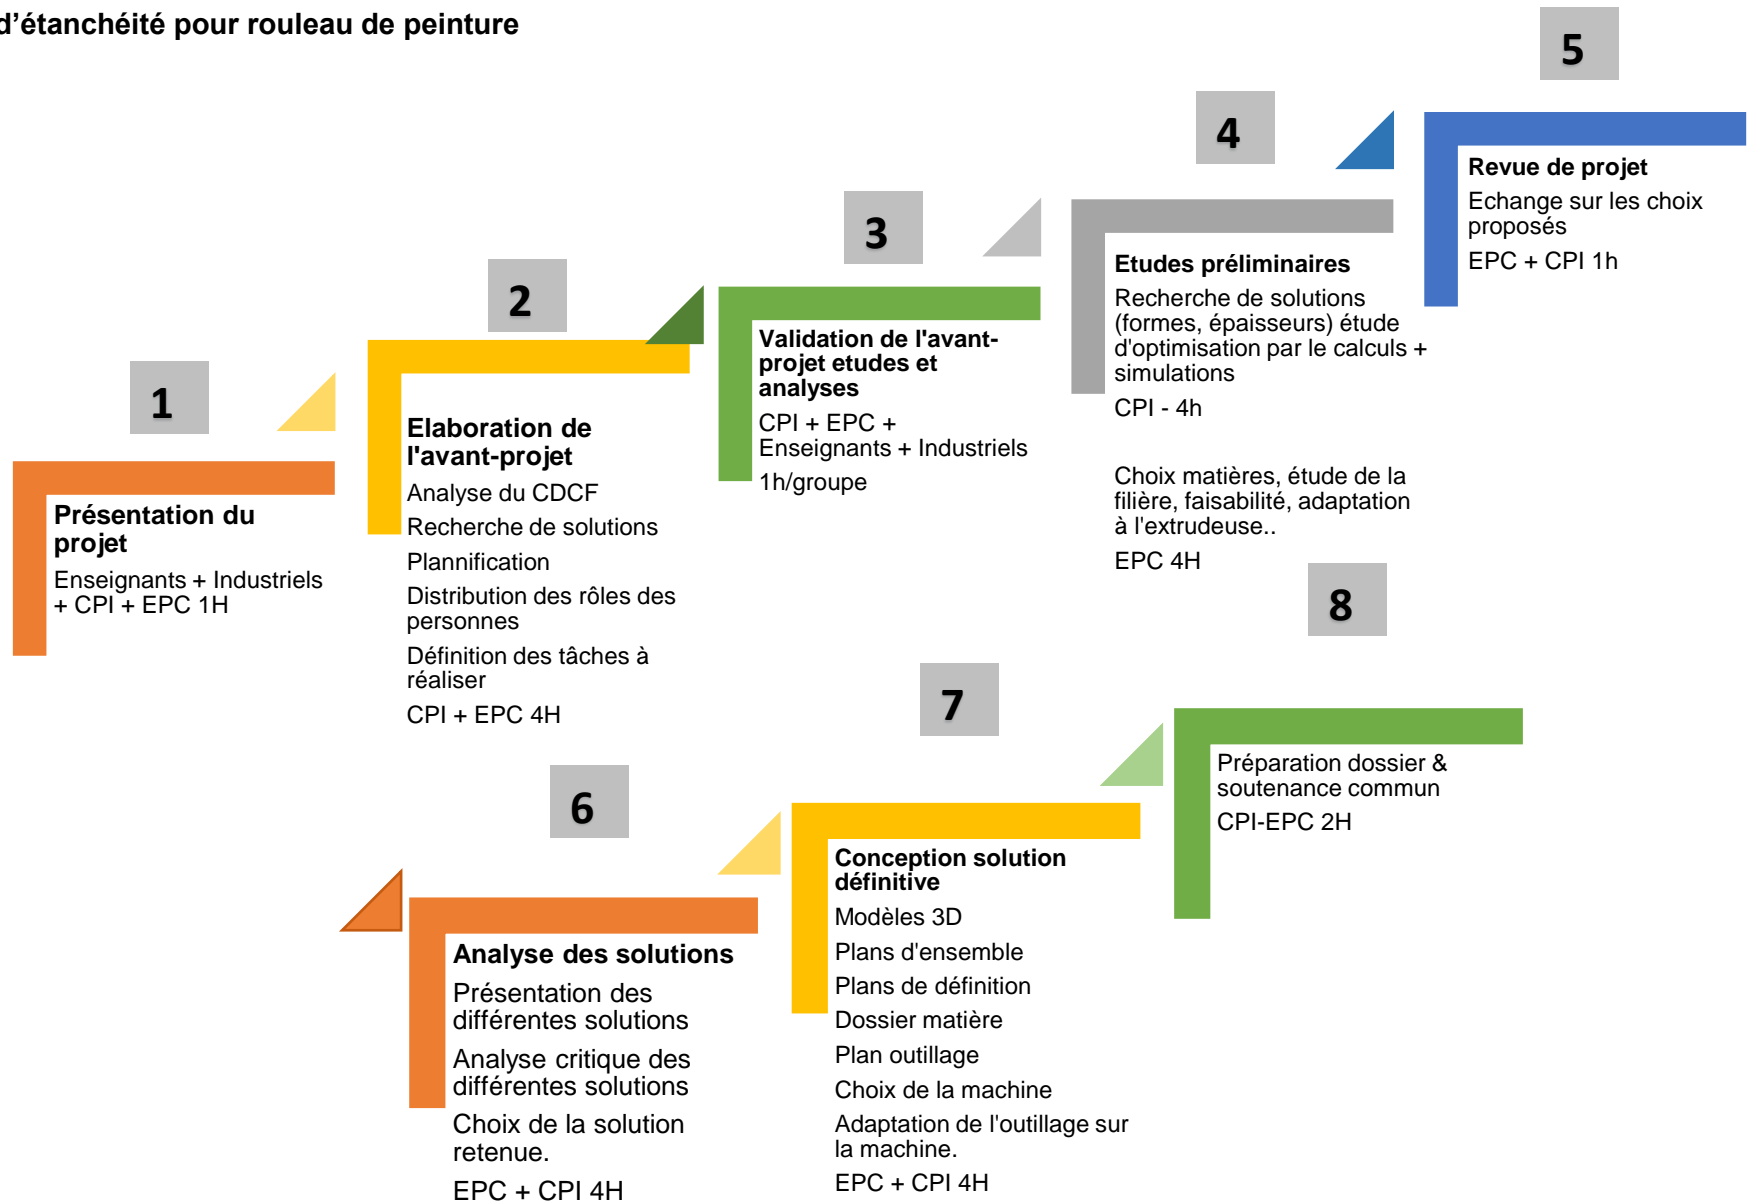 d’étanchéité pour rouleau de peinture
1
Présentation du
projet
Enseignants + Industriels
+ CPI + EPC 1H
2
Elaboration de
l'avant-projet
Analyse du CDCF
Recherche de solutions
Plannification
Distribution des rôles des
personnes
Définition des tâches à
réaliser
CPI + EPC 4H
3
Validation de l'avant-
projet etudes et
analyses
CPI + EPC +
Enseignants + Industriels
1h/groupe
4
Etudes préliminaires
Recherche de solutions
(formes, épaisseurs) étude
d'optimisation par le calculs +
simulations
CPI - 4h
Choix matières, étude de la
filière, faisabilité, adaptation
à l'extrudeuse..
EPC 4H
5
Revue de projet
Echange sur les choix
proposés
EPC + CPI 1h
6
Analyse des solutions
Présentation des
différentes solutions
Analyse critique des
différentes solutions
Choix de la solution
retenue.
EPC + CPI 4H
7
Conception solution
définitive
Modèles 3D
Plans d'ensemble
Plans de définition
Dossier matière
Plan outillage
Choix de la machine
Adaptation de l'outillage sur
la machine.
EPC + CPI 4H
8
Préparation dossier &
soutenance commun
CPI-EPC 2H